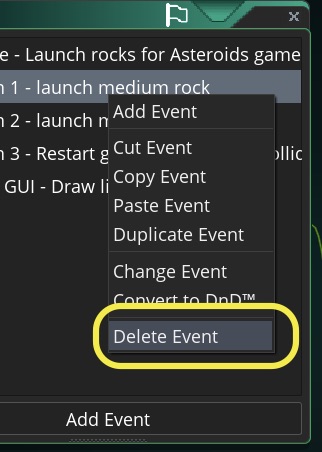 e - Launch rocks for Asteroids game
1 - launch medium rock
2 - launch m
3 - Restart g
ollic
GUI - Draw li
Add Event
Cut Event
Copy Event
Paste Event
Duplicate Event
Change Event
Convert to DnD™
Delete Event
Add Event